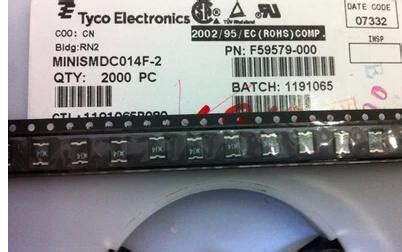 Tyco Electronics
DATE CODE
07332
COO: CN
2002/95/EC(ROHS)COMP.
Bldg:RN2
PN: F59579-000
INSP
MINISMDC014F-2
QTY: 2000 PC
BATCH: 1191065